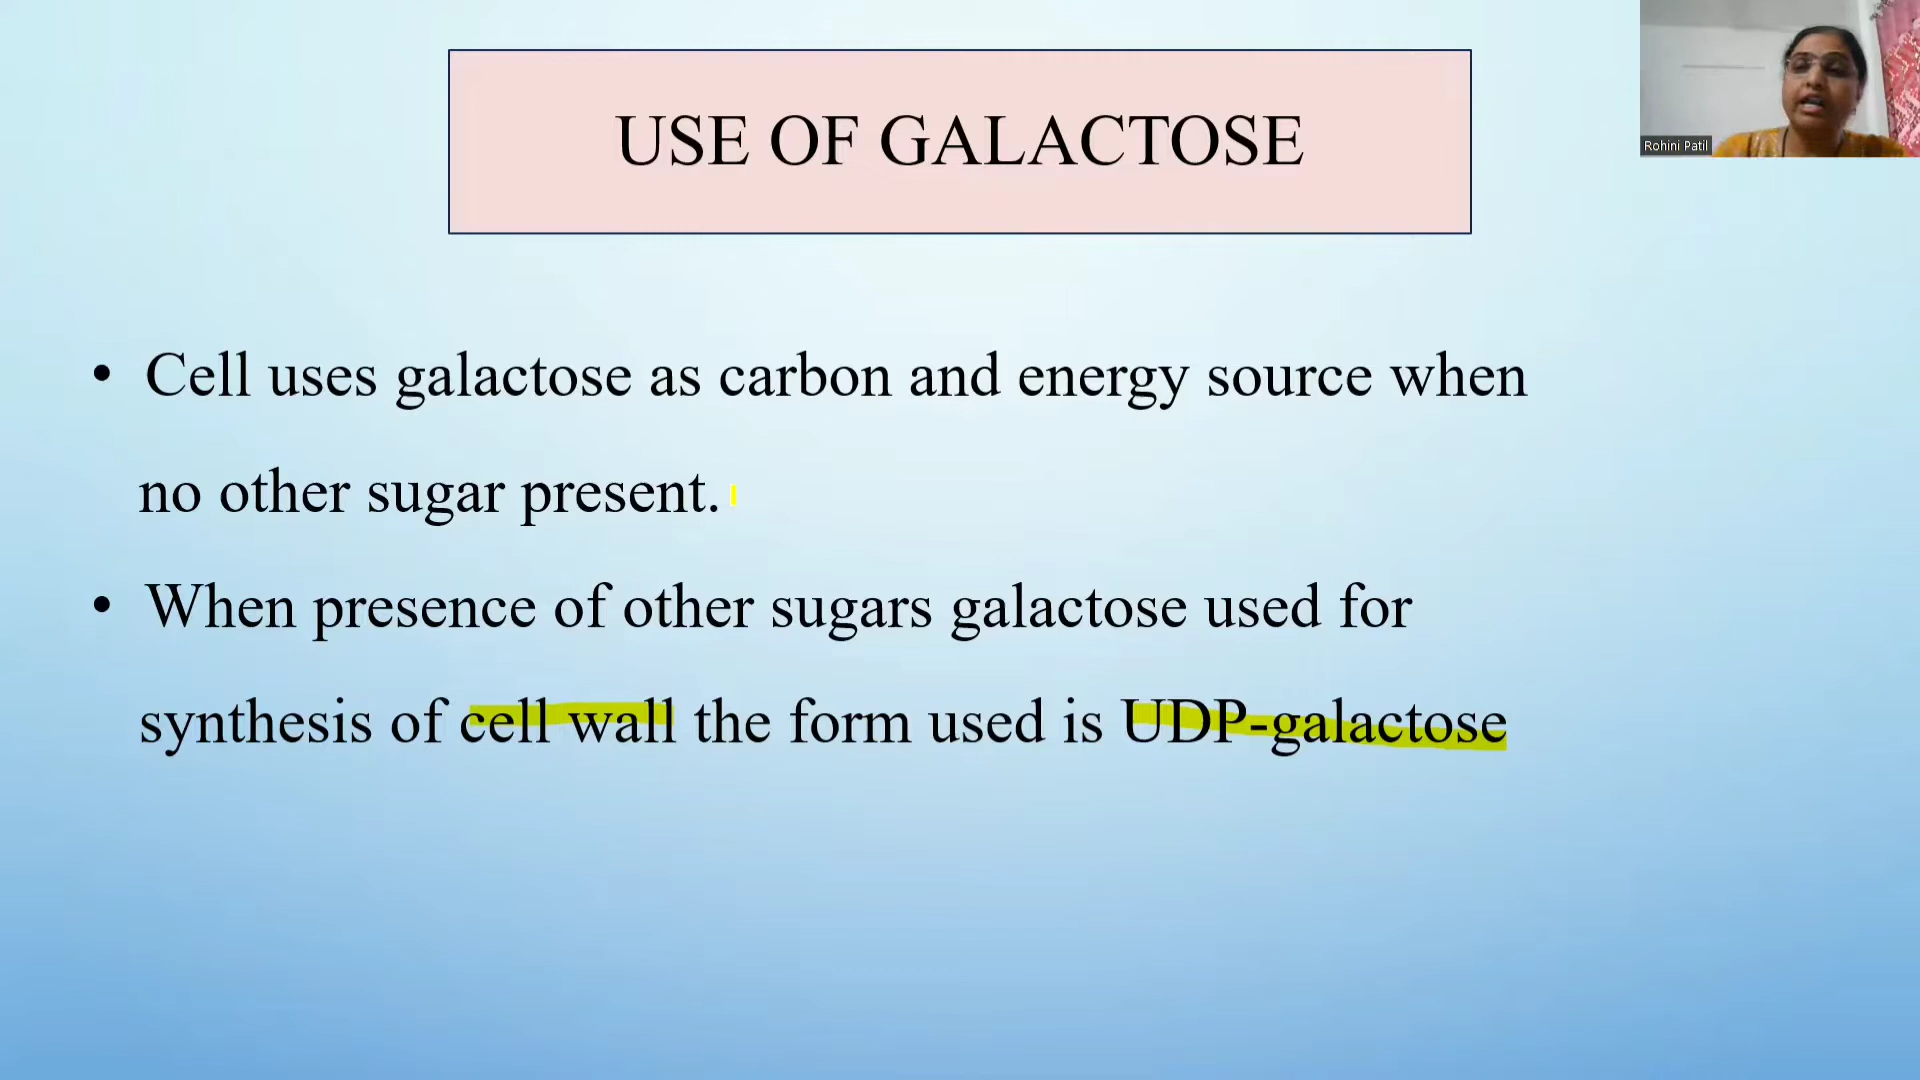 USE OF GALACTOSE
Rohini Patil
• Cell uses galactose as carbon and energy source when
no other sugar present.
• When presence of other sugars galactose used for
synthesis of cell wall the form used is UDP-galactose